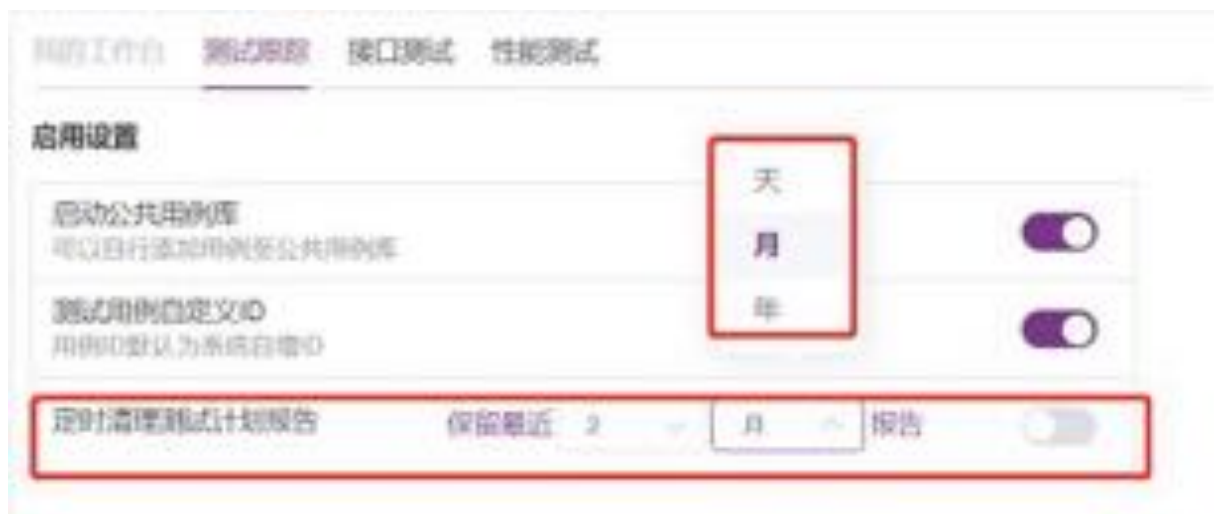 我的工作台 测试跟踪 接口测试 性能测试
启用设置
天
启动公共用例库
可以自行添加用例至公共用例库
月
测试用例自定义ID
年
用例ID默认为系统自增ID
定时清理测试计划报告 保留最近 2 月 报告